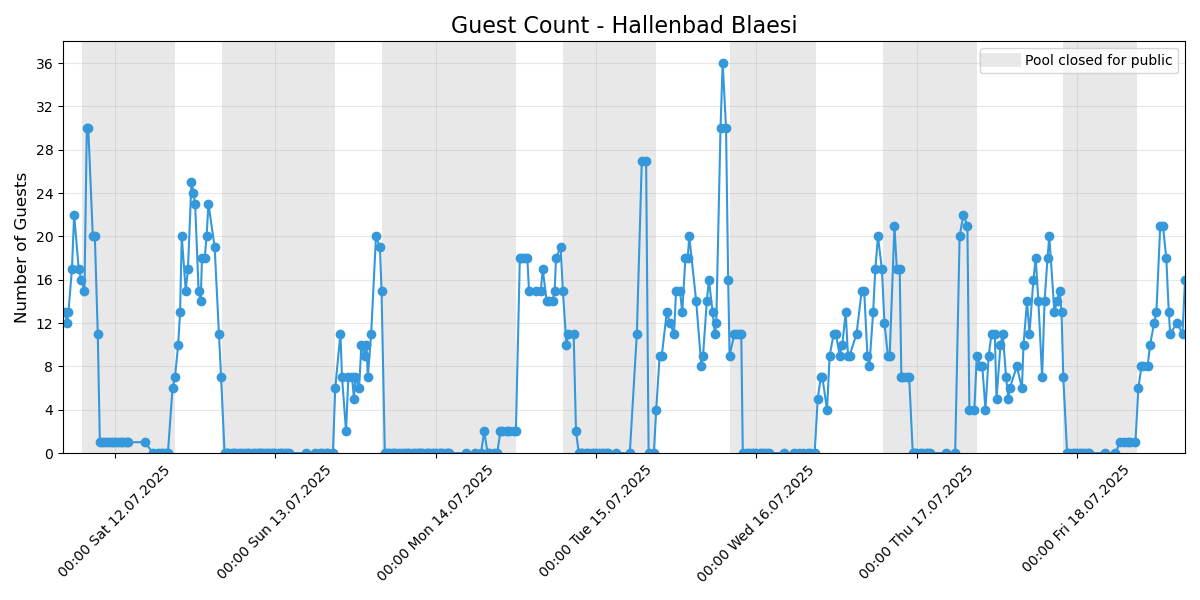 Guest Count - Hallenbad Blaesi
Pool closed for public
Number of Guests
36
32
28
24
20
16
12
8
4
0
00:00 Sat 12.07.2025
00:00 Sun 13.07.2025
00:00 Mon 14.07.2025
00:00 Tue 15.07.2025
00:00 Wed 16.07.2025
00:00 Thu 17.07.2025
00:00 Fri 18.07.2025